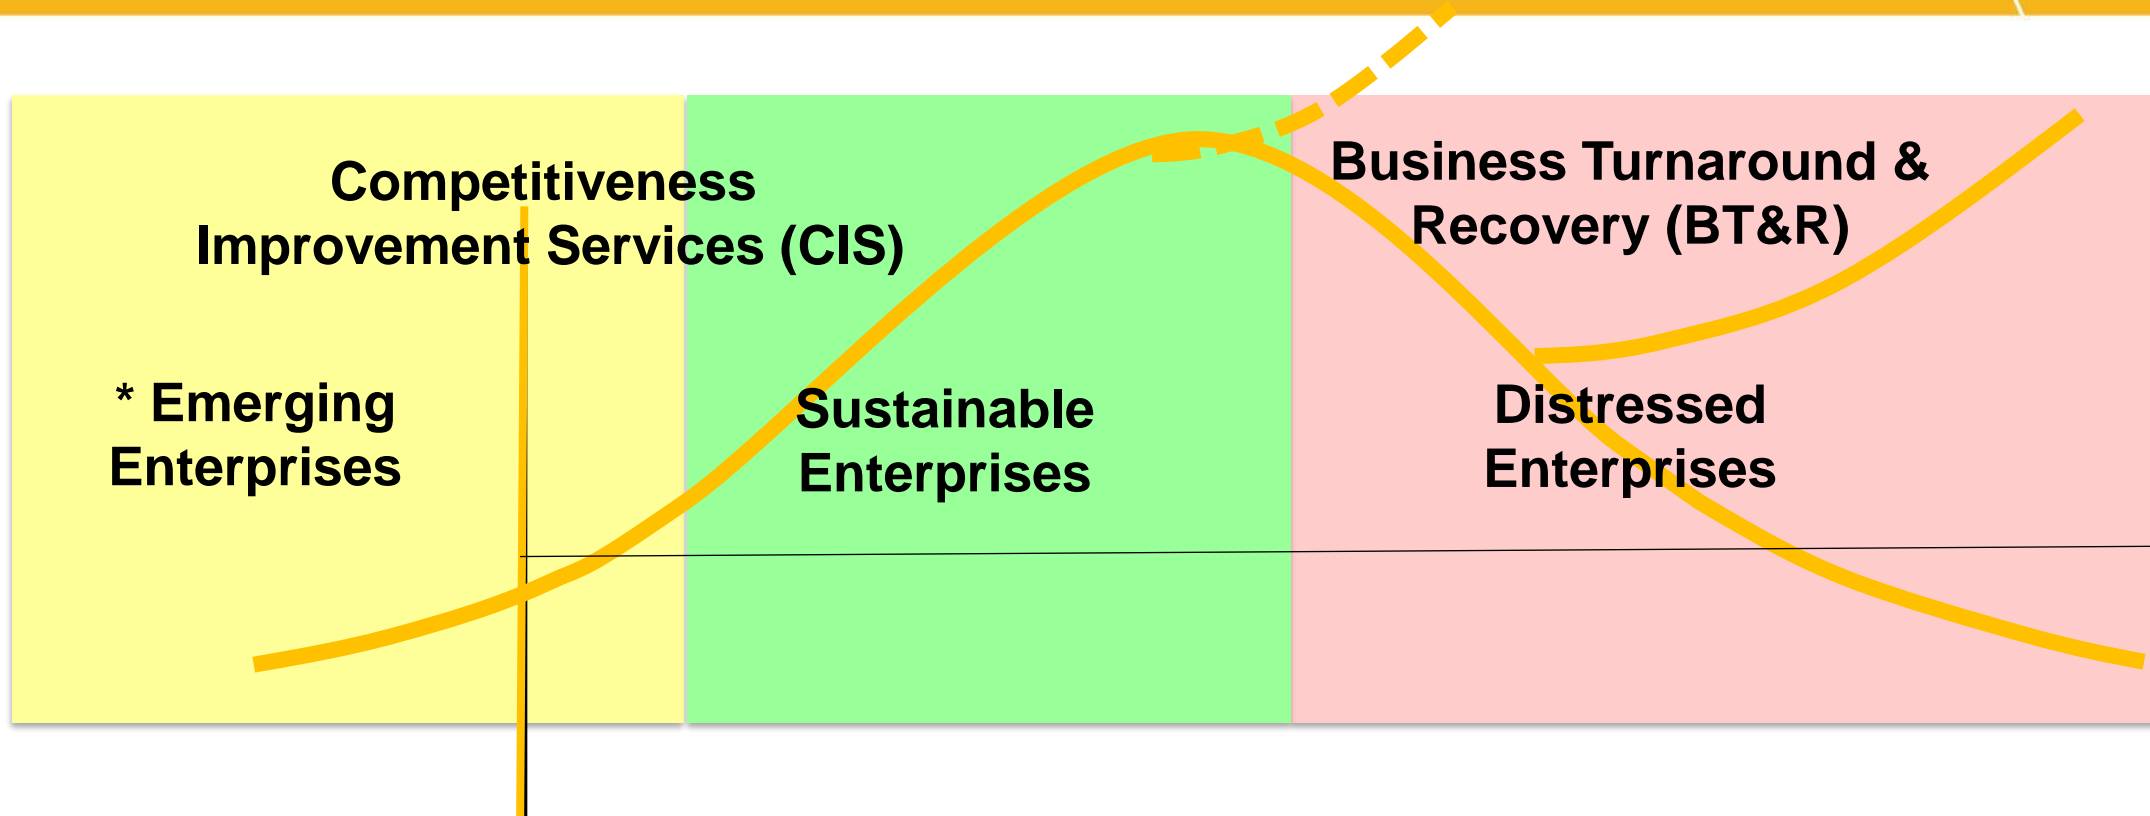 Competitiveness
Improvement Services (CIS)
Business Turnaround &
Recovery (BT&R)
* Emerging
Enterprises
Sustainable
Enterprises
Distressed
Enterprises